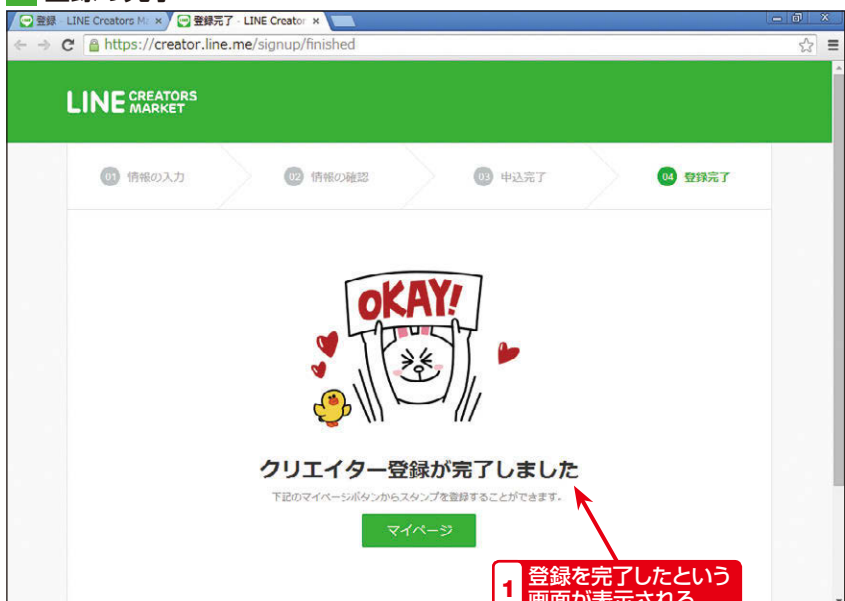 登録 - LINE Creators M
登録完了 - LINE Creator
https://creator.line.me/signup/finished
LINE CREATORS MARKET
01 情報の入力
02 情報の確認
03 申込完了
04 登録完了
OKAY!
クリエイター登録が完了しました
下記のマイページボタンからスタンプを登録することができます。
マイページ
1 登録を完了したという
画面が表示される